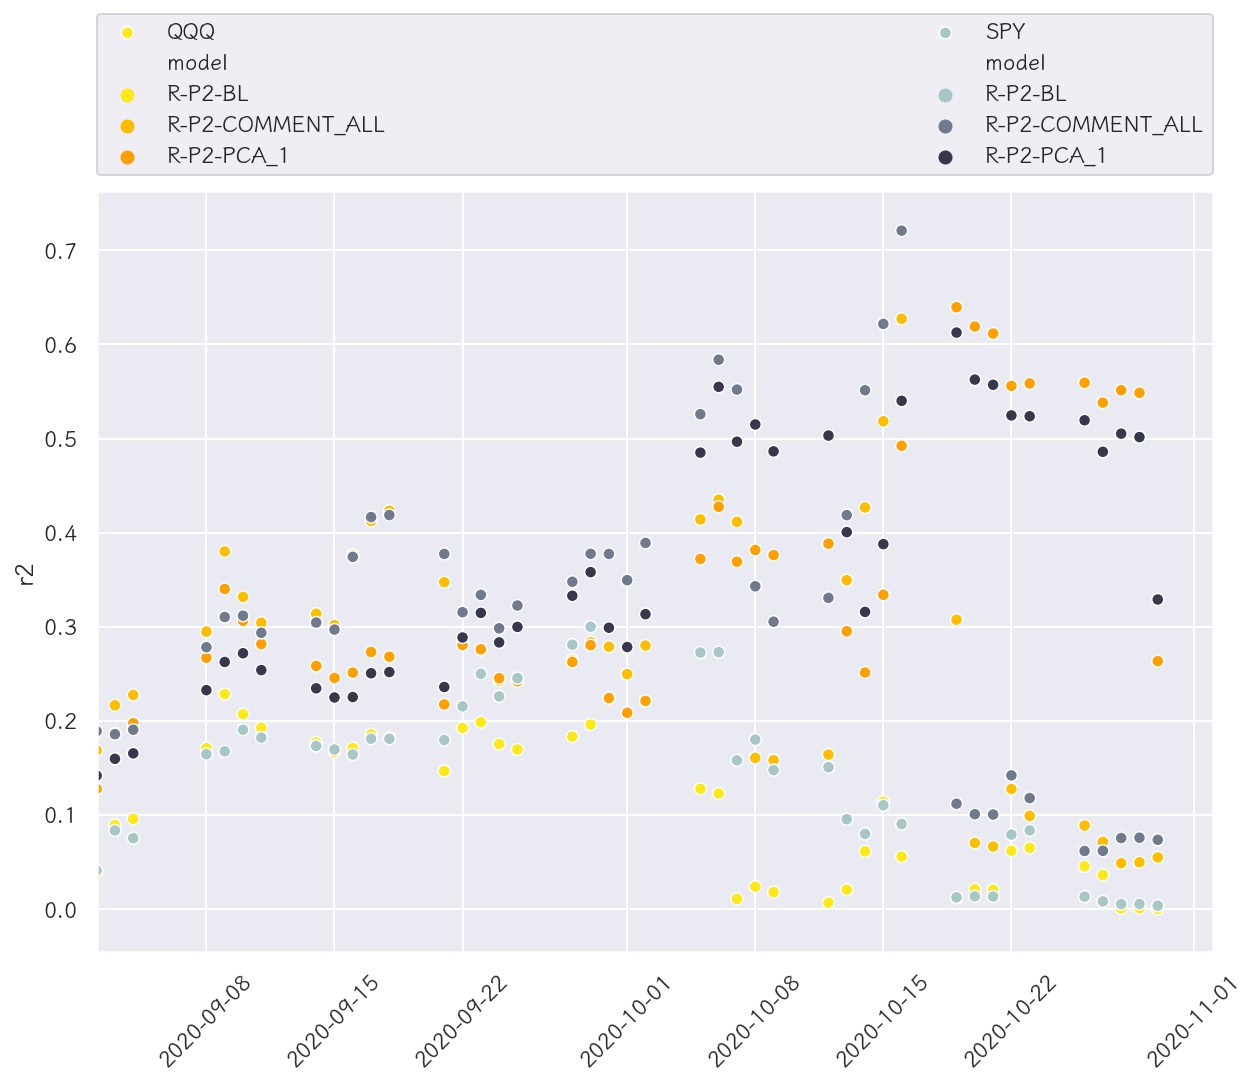 QQQ
model
R-P2-BL
R-P2-COMMENT_ALL
R-P2-PCA_1
SPY
model
R-P2-BL
R-P2-COMMENT_ALL
R-P2-PCA_1
0.7
0.6
0.5
0.4
0.3
0.2
0.1
0.0
r2
2020-09-08
2020-09-15
2020-09-22
2020-10-01
2020-10-08
2020-10-15
2020-10-22
2020-11-01